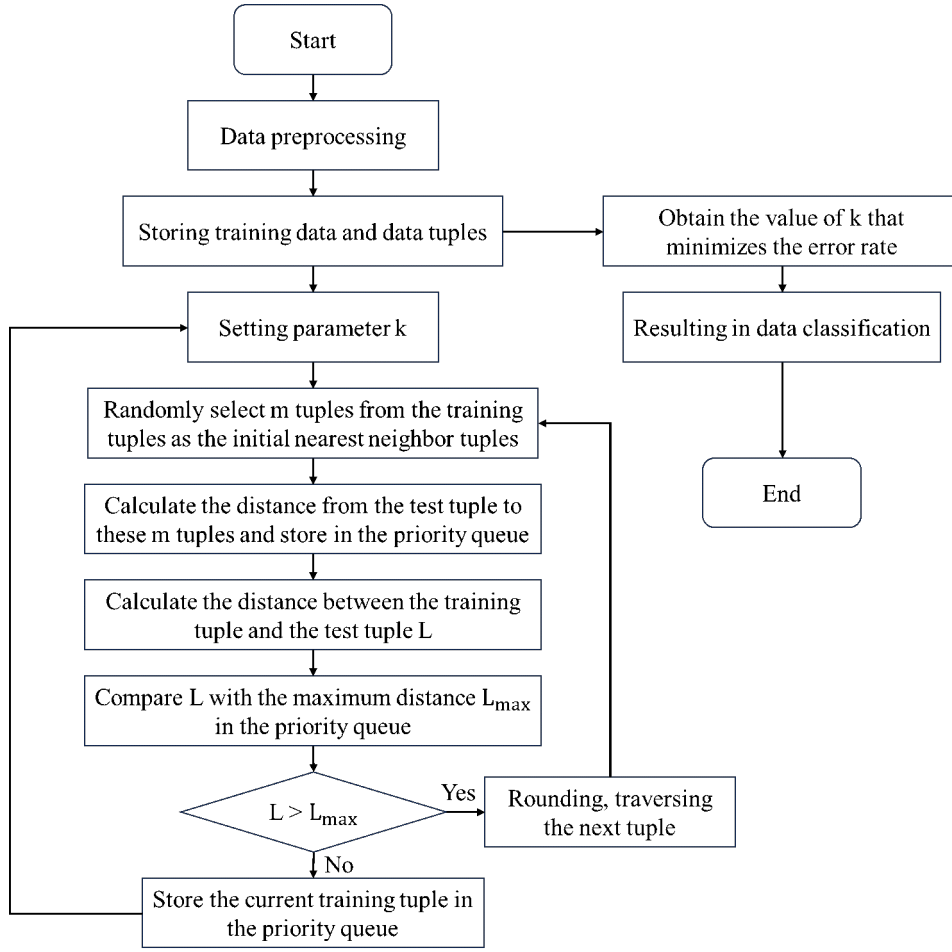 Start
Data preprocessing
Storing training data and data tuples
Obtain the value of k that
minimizes the error rate
Setting parameter k
Resulting in data classification
Randomly select m tuples from the training
tuples as the initial nearest neighbor tuples
Calculate the distance from the test tuple to
these m tuples and store in the priority queue
End
Calculate the distance between the training
tuple and the test tuple L
Compare L with the maximum distance Lmax
in the priority queue
L > Lmax
Yes
Rounding, traversing
the next tuple
No
Store the current training tuple in
the priority queue